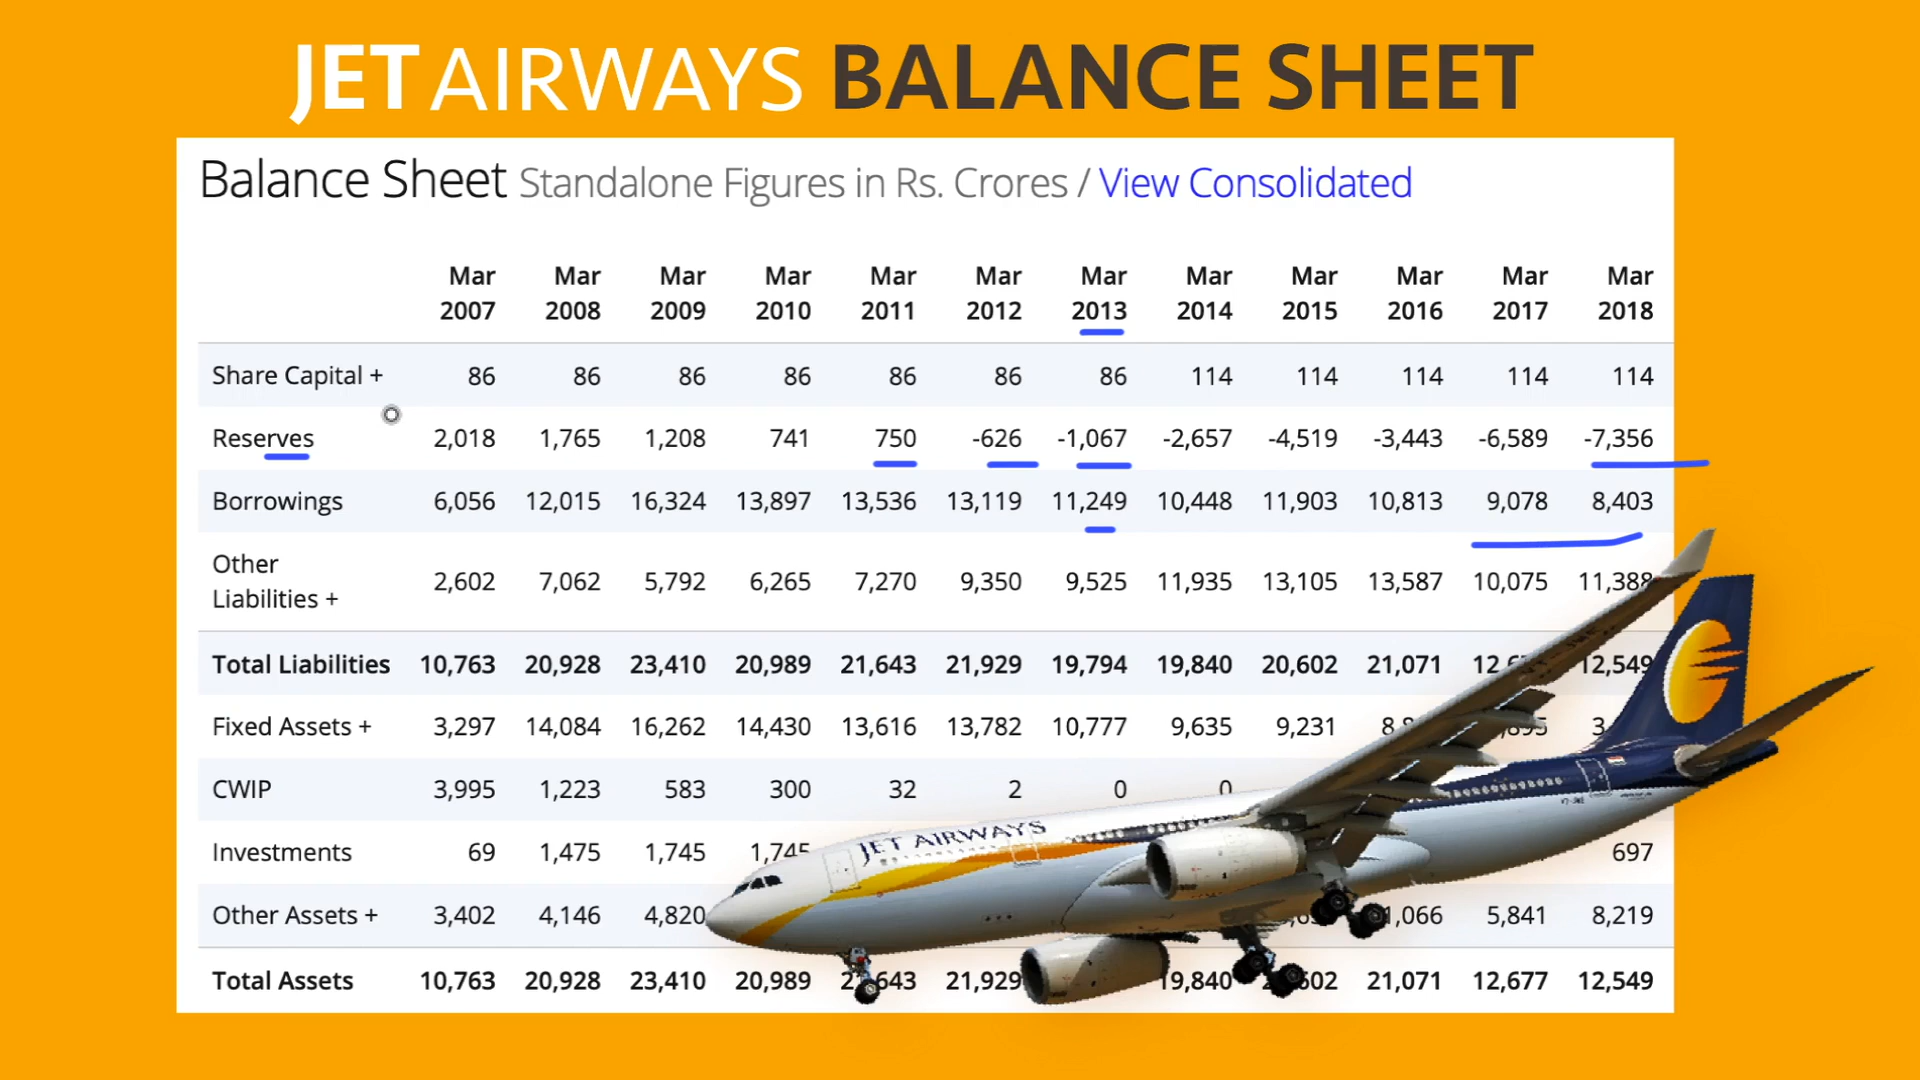 JET AIRWAYS BALANCE SHEET
Balance Sheet Standalone Figures in Rs. Crores / View Consolidated
Mar Mar Mar Mar Mar Mar Mar Mar Mar Mar Mar Mar
2007 2008 2009 2010 2011 2012 2013 2014 2015 2016 2017 2018
Share Capital + 86 86 86 86 86 86 86 114 114 114 114 114
Reserves 2,018 1,765 1,208 741 750 -626 -1,067 -2,657 -4,519 -3,443 -6,589 -7,356
Borrowings 6,056 12,015 16,324 13,897 13,536 13,119 11,249 10,448 11,903 10,813 9,078 8,403
Other
Liabilities + 2,602 7,062 5,792 6,265 7,270 9,350 9,525 11,935 13,105 13,587 10,075 11,388
Total Liabilities 10,763 20,928 23,410 20,989 21,643 21,929 19,794 19,840 20,602 21,071 12,549
Fixed Assets + 3,297 14,084 16,262 14,430 13,616 13,782 10,777 9,635 9,231
CWIP 3,995 1,223 583 300 32 2 0 0
Investments 69 1,475 1,745 1,745 697
JET AIRWAYS
Other Assets + 3,402 4,146 4,820 5,841 8,219
Total Assets 10,763 20,928 23,410 20,989 21,929 19,840 21,071 12,677 12,549